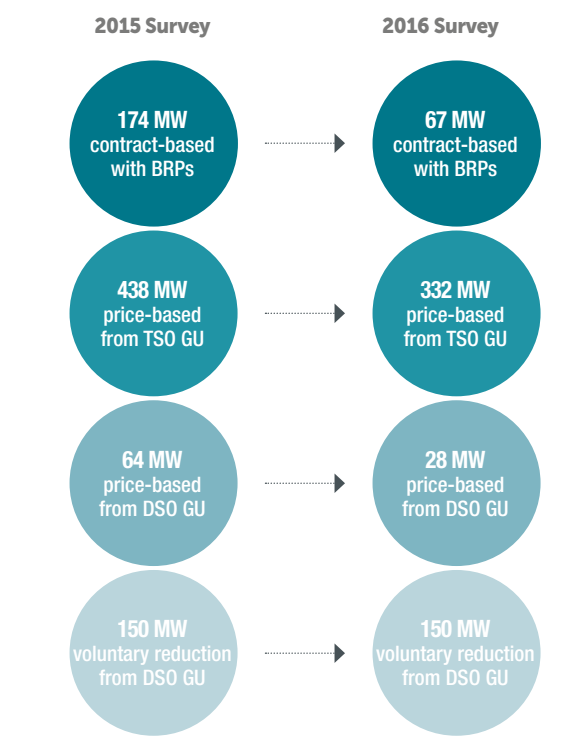 2015 Survey
2016 Survey
174 MW
contract-based
with BRPs
67 MW
contract-based
with BRPs
438 MW
price-based
from TSO GU
332 MW
price-based
from TSO GU
64 MW
price-based
from DSO GU
28 MW
price-based
from DSO GU
150 MW
voluntary reduction
from DSO GU
150 MW
voluntary reduction
from DSO GU